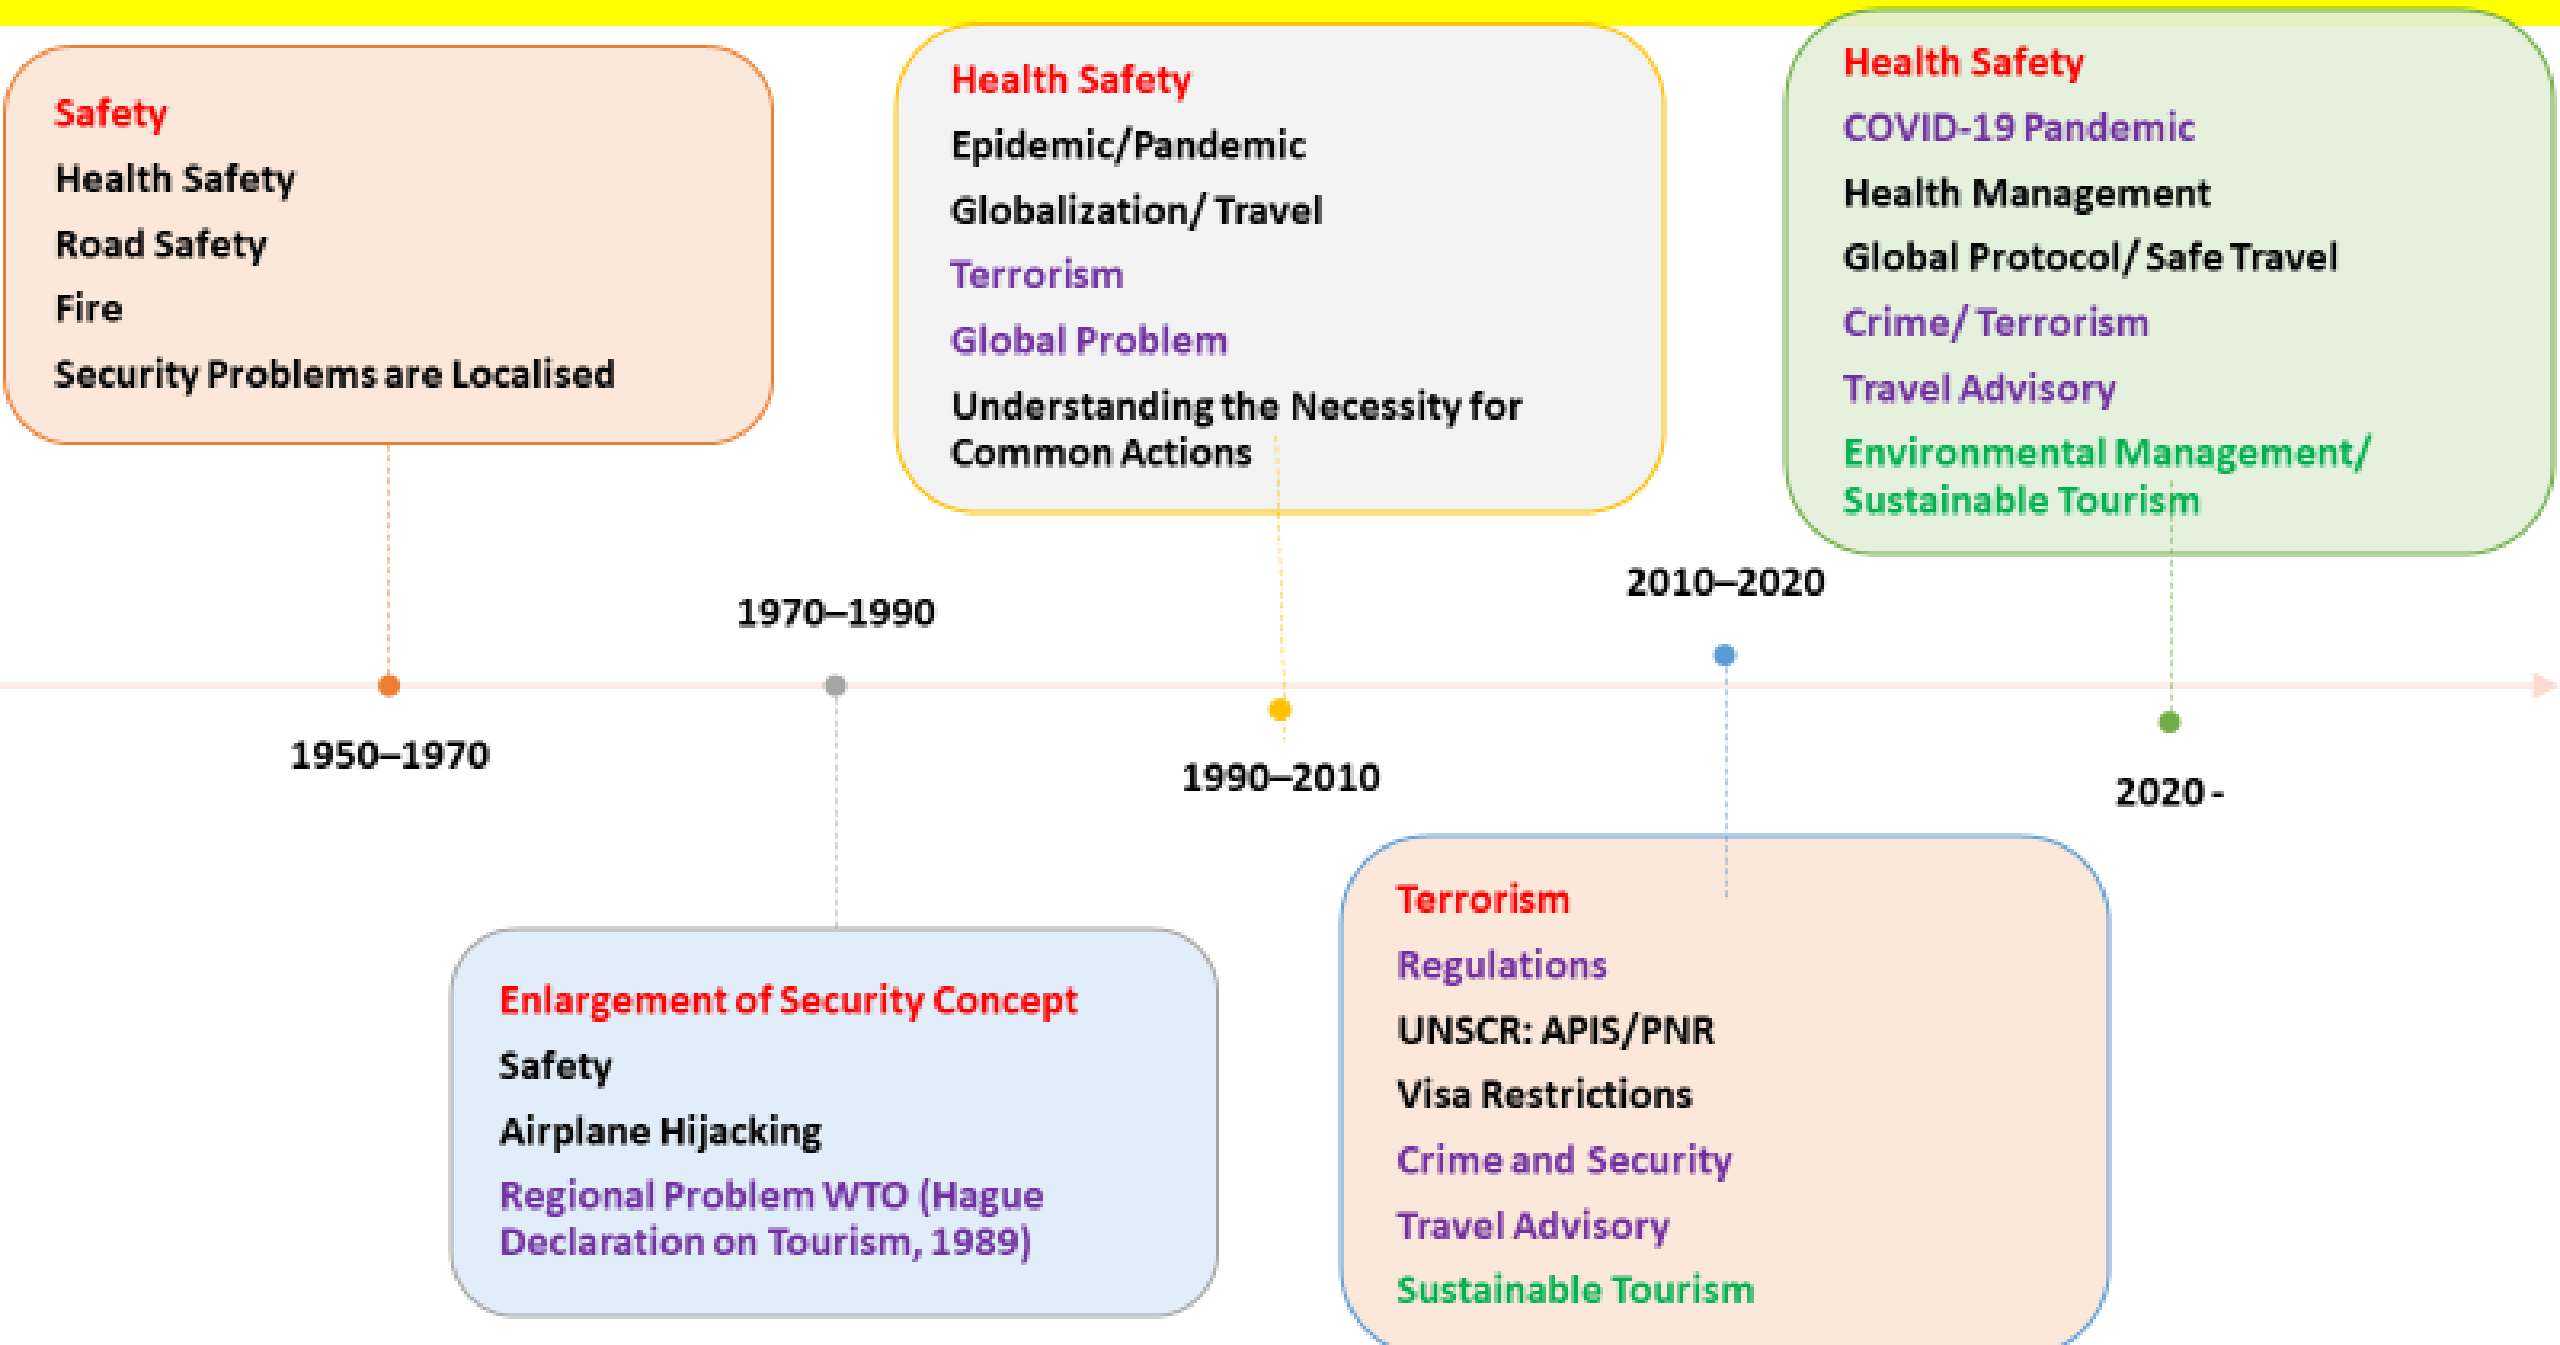 Safety
Health Safety
Road Safety
Fire
Security Problems are Localised
1950–1970
1970–1990
Enlargement of Security Concept
Safety
Airplane Hijacking
Regional Problem WTO (Hague
Declaration on Tourism, 1989)
Health Safety
Epidemic/Pandemic
Globalization/ Travel
Terrorism
Global Problem
Understanding the Necessity for
Common Actions
1990–2010
2010–2020
Terrorism
Regulations
UNSCR: APIS/PNR
Visa Restrictions
Crime and Security
Travel Advisory
Sustainable Tourism
Health Safety
COVID-19 Pandemic
Health Management
Global Protocol/ Safe Travel
Crime/ Terrorism
Travel Advisory
Environmental Management/
Sustainable Tourism
2020 -